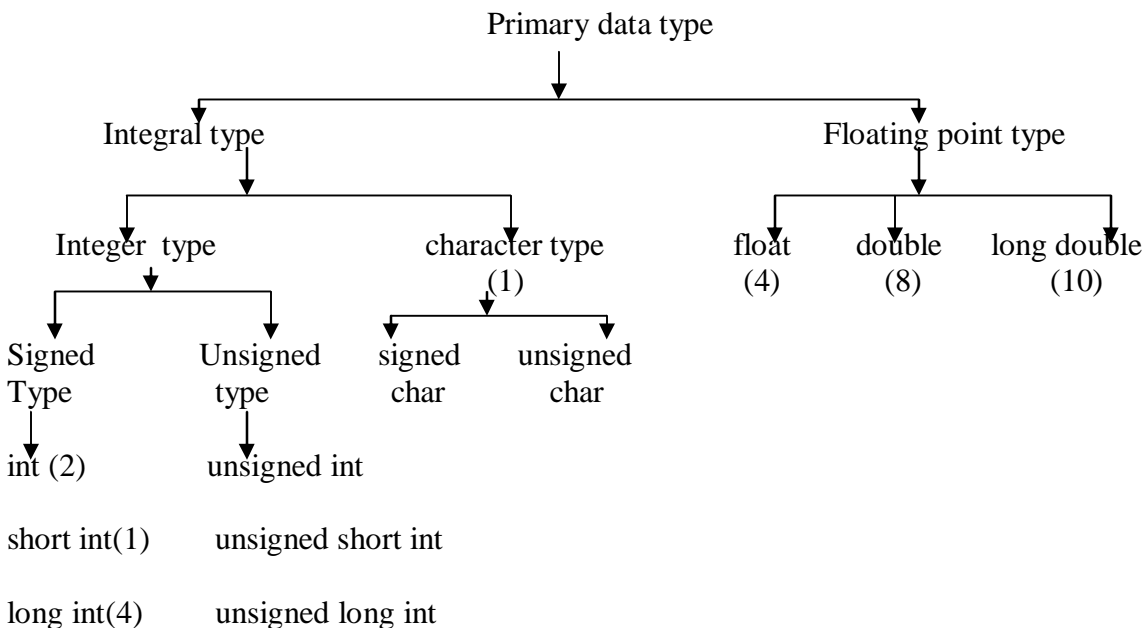 Primary data type
Integral type Floating point type
Integer type character type float double long double
(1) (4) (8) (10)
Signed Unsigned signed unsigned
Type type char char
int (2) unsigned int
short int(1) unsigned short int
long int(4) unsigned long int